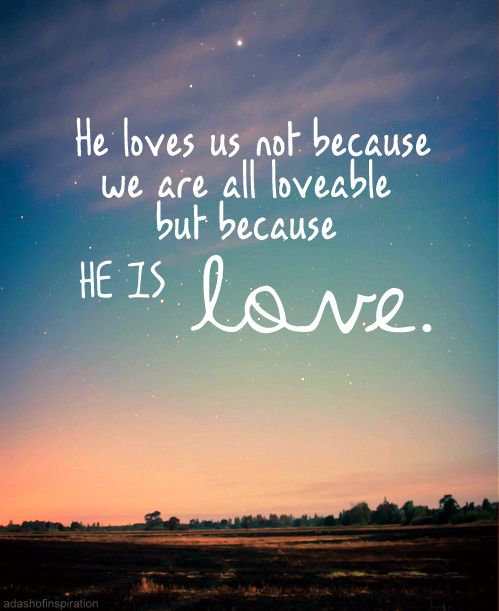 He loves us not because
we are all loveable
but because
HE IS love.
adashofinspiration